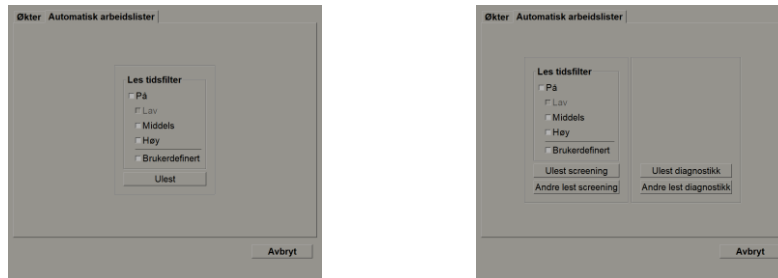 Økter Automatisk arbeidslister
Les tidsfilter
På
Lav
Middels
Høy
Brukerdefinert
Ulest
Avbryt
Økter Automatisk arbeidslister
Les tidsfilter
På
Lav
Middels
Høy
Brukerdefinert
Ulest screening
Ulest diagnostikk
Andre lest screening
Andre lest diagnostikk
Avbryt